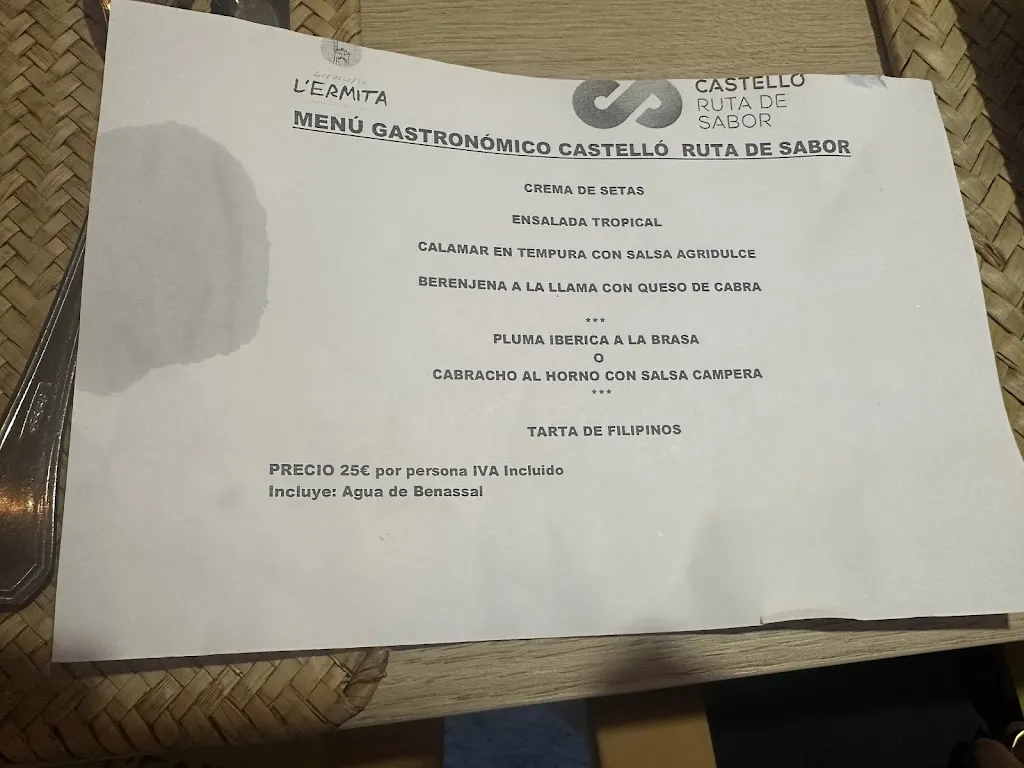 L'ERMITA
CASTELLÓ
RUTA DE
SABOR
MENÚ GASTRONÓMICO CASTELLÓ RUTA DE SABOR
CREMA DE SETAS
ENSALADA TROPICAL
CALAMAR EN TEMPURA CON SALSA AGRIDULCE
BERENJENA A LA LLAMA CON QUESO DE CABRA
***
PLUMA IBERICA A LA BRASA
O
CABRACHO AL HORNO CON SALSA CAMPERA
***
TARTA DE FILIPINOS
PRECIO 25€ por persona IVA Incluido
Incluye: Agua de Benassal